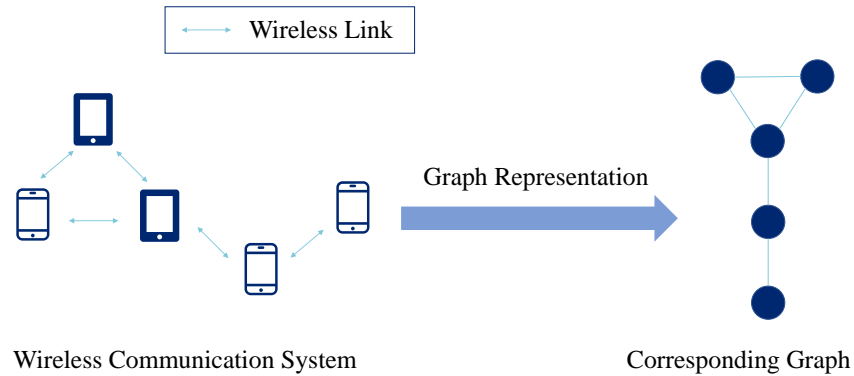 Wireless Link
Graph Representation
Wireless Communication System
Corresponding Graph